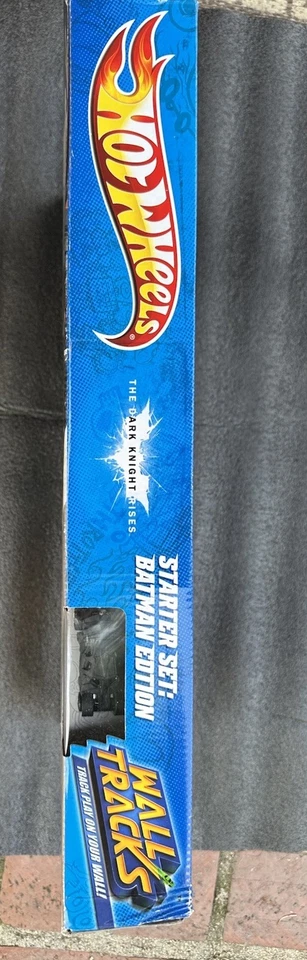 HOT WHEELS®
THE DARK KNIGHT RISES
STARTER SET:
BATMAN EDITION
WALL
TRACKS
TRACK PLAY ON YOUR WALL!